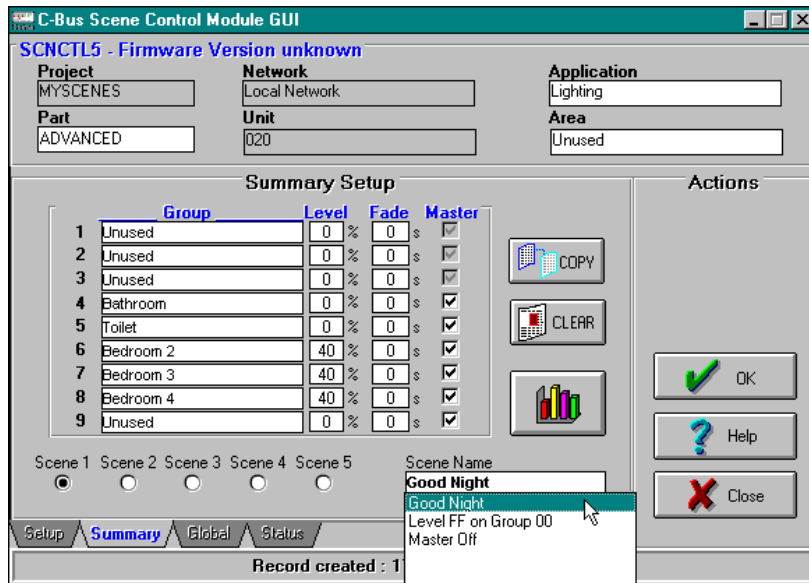 C-Bus Scene Control Module GUI
SCNCTL5 - Firmware Version unknown
Project Network Application
MYSCENES Local Network Lighting
Part Unit Area
ADVANCED 020 Unused
Summary Setup Actions
Group Level Fade Master
1 Unused 0 % 0 s
2 Unused 0 % 0 s
3 Unused 0 % 0 s
4 Bathroom 0 % 0 s
5 Toilet 0 % 0 s
6 Bedroom 2 40 % 0 s
7 Bedroom 3 40 % 0 s
8 Bedroom 4 40 % 0 s
9 Unused 0 % 0 s
COPY
CLEAR
OK
Help
Close
Scene 1 Scene 2 Scene 3 Scene 4 Scene 5 Scene Name
Good Night
Good Night
Level FF on Group 00
Master Off
Setup Summary Global Status
Record created :